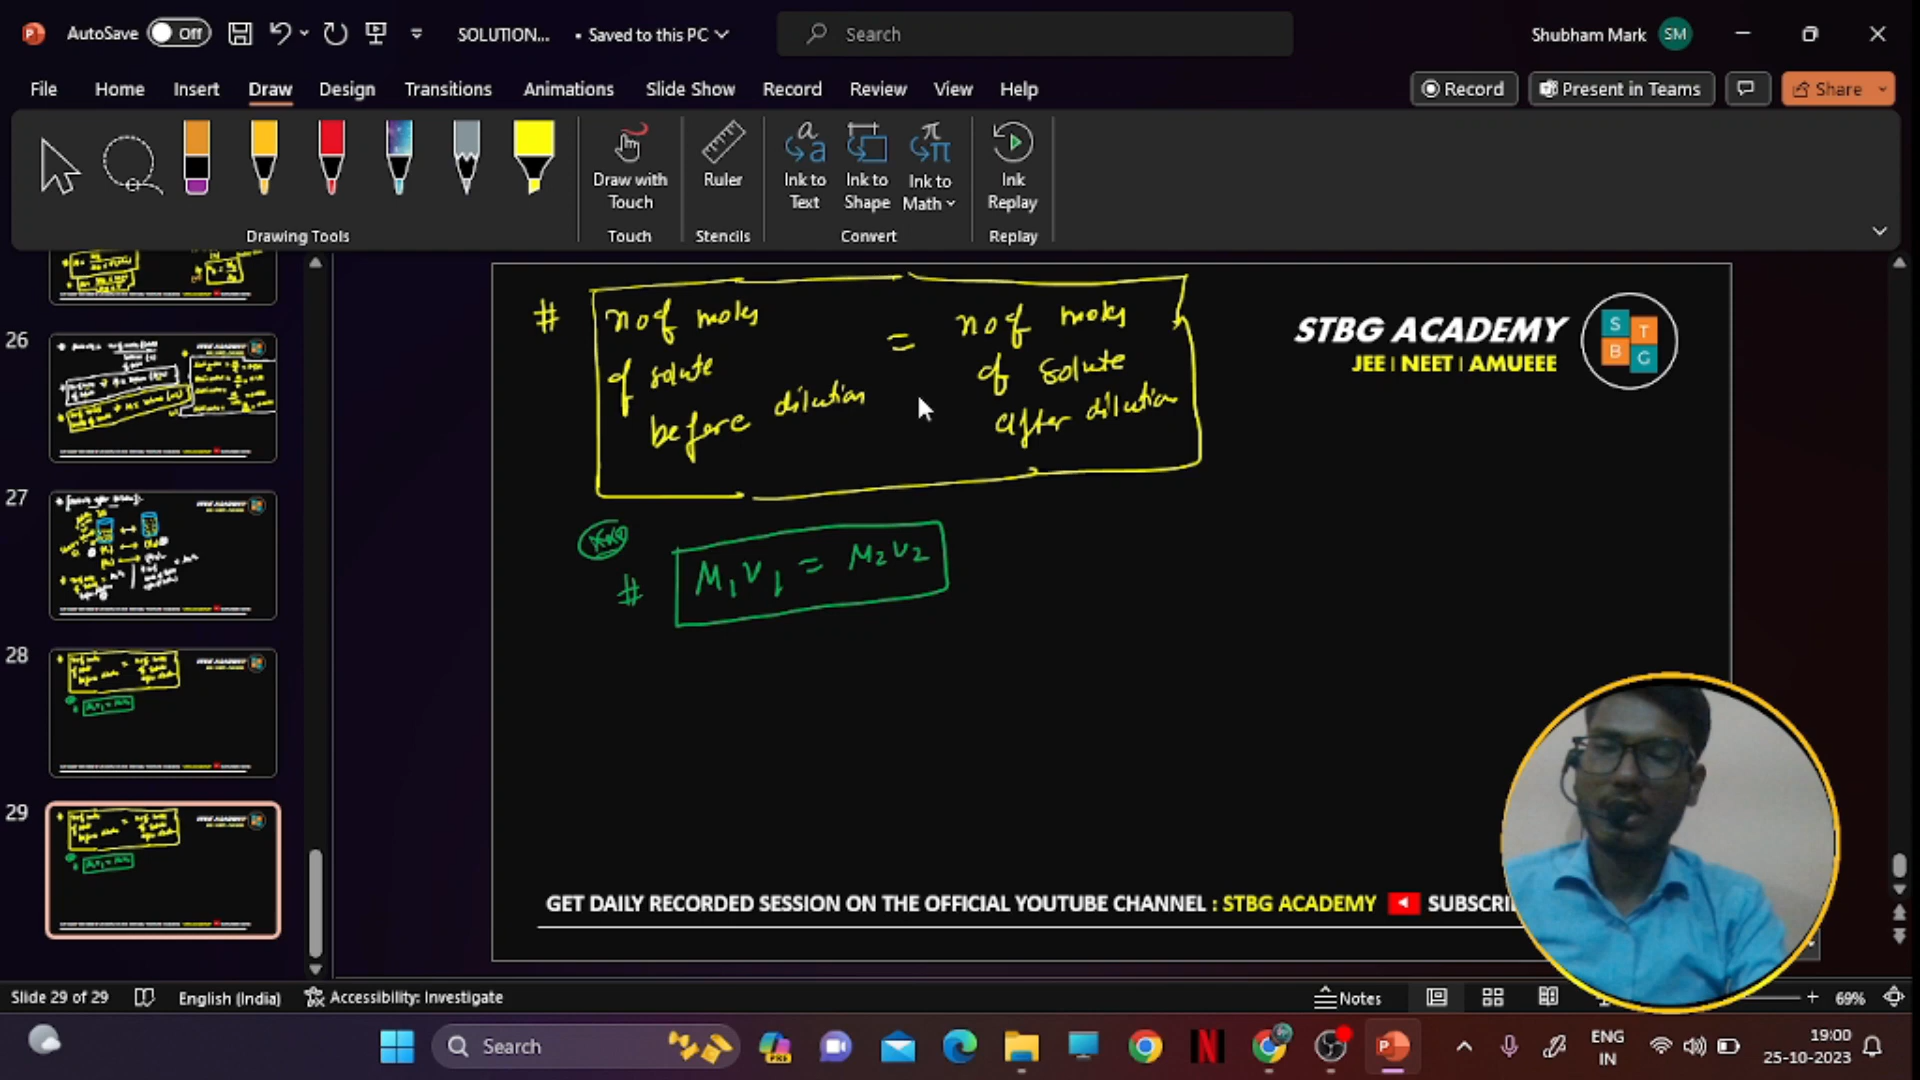 AutoSave Off SOLUTION... • Saved to this PC Search Shubham Mark SM
File Home Insert Draw Design Transitions Animations Slide Show Record Review View Help Record Present in Teams Share
Draw with Touch
Ruler
Ink to Text
Ink to Shape
Ink to Math
Ink Replay
Drawing Tools Touch Stencils Convert Replay
26
27
28
29
# no of moles of solute before dilution = no of moles of solute after dilution
# M₁V₁ = M₂V₂
STBG ACADEMY
JEE | NEET | AMUEEE
S T
B G
GET DAILY RECORDED SESSION ON THE OFFICIAL YOUTUBE CHANNEL : STBG ACADEMY SUBSCRI
Slide 29 of 29 English (India) Accessibility: Investigate Notes 69%
Search
ENG
IN
19:00
25-10-2023